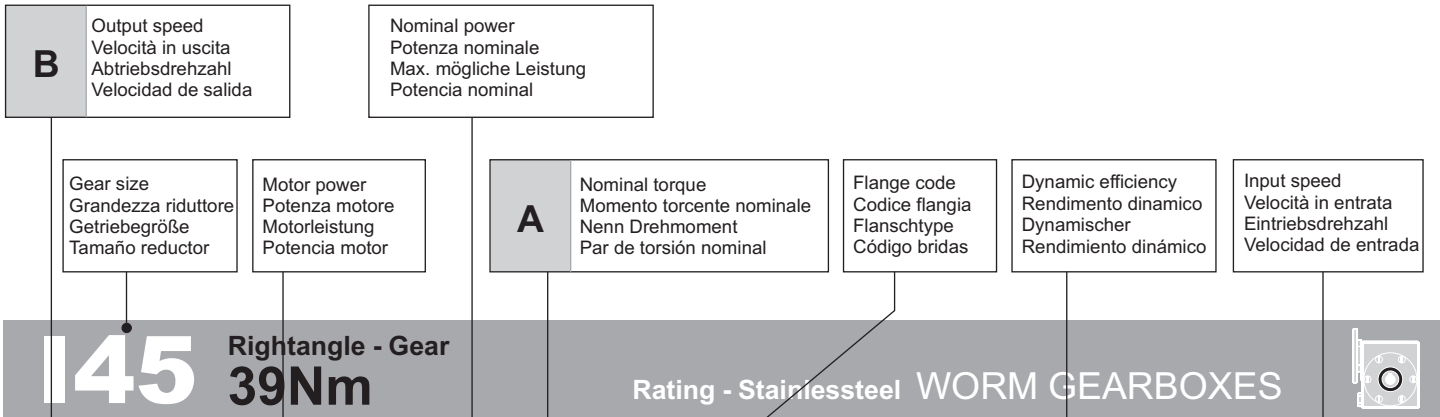 B
Output speed
Velocità in uscita
Abtriebsdrehzahl
Velocidad de salida
Nominal power
Potenza nominale
Max. mögliche Leistung
Potencia nominal
Gear size
Grandezza riduttore
Getriebegröße
Tamaño reductor
Motor power
Potenza motore
Motorleistung
Potencia motor
A
Nominal torque
Momento torcente nominale
Nenn Drehmoment
Par de torsión nominal
Flange code
Codice flangia
Flanschtype
Código bridas
Dynamic efficiency
Rendimento dinamico
Dynamischer
Rendimiento dinámico
Input speed
Velocità in entrata
Eintriebsdrehzahl
Velocidad de entrada
I45
Rightangle - Gear
39Nm
Rating - Stainlessteel WORM GEARBOXES